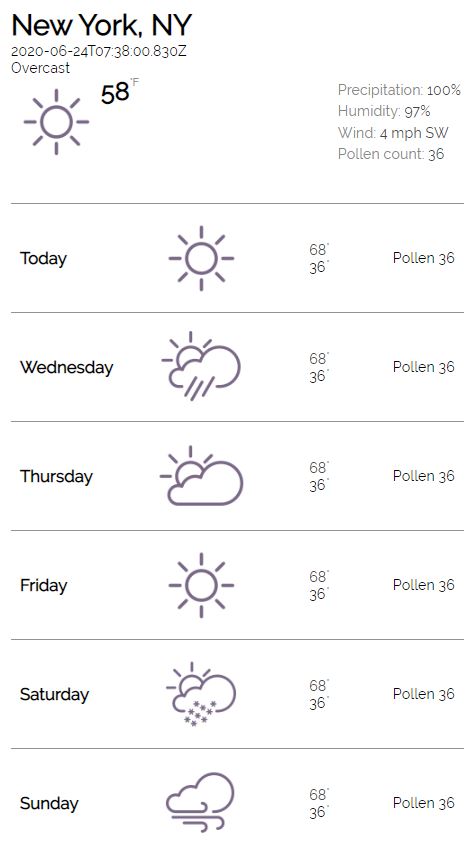 New York, NY
2020-06-24T07:38:00.830Z
Overcast
58°F
Precipitation: 100%
Humidity: 97%
Wind: 4 mph SW
Pollen count: 36
Today 68° 36° Pollen 36
Wednesday 68° 36° Pollen 36
Thursday 68° 36° Pollen 36
Friday 68° 36° Pollen 36
Saturday 68° 36° Pollen 36
Sunday 68° 36° Pollen 36